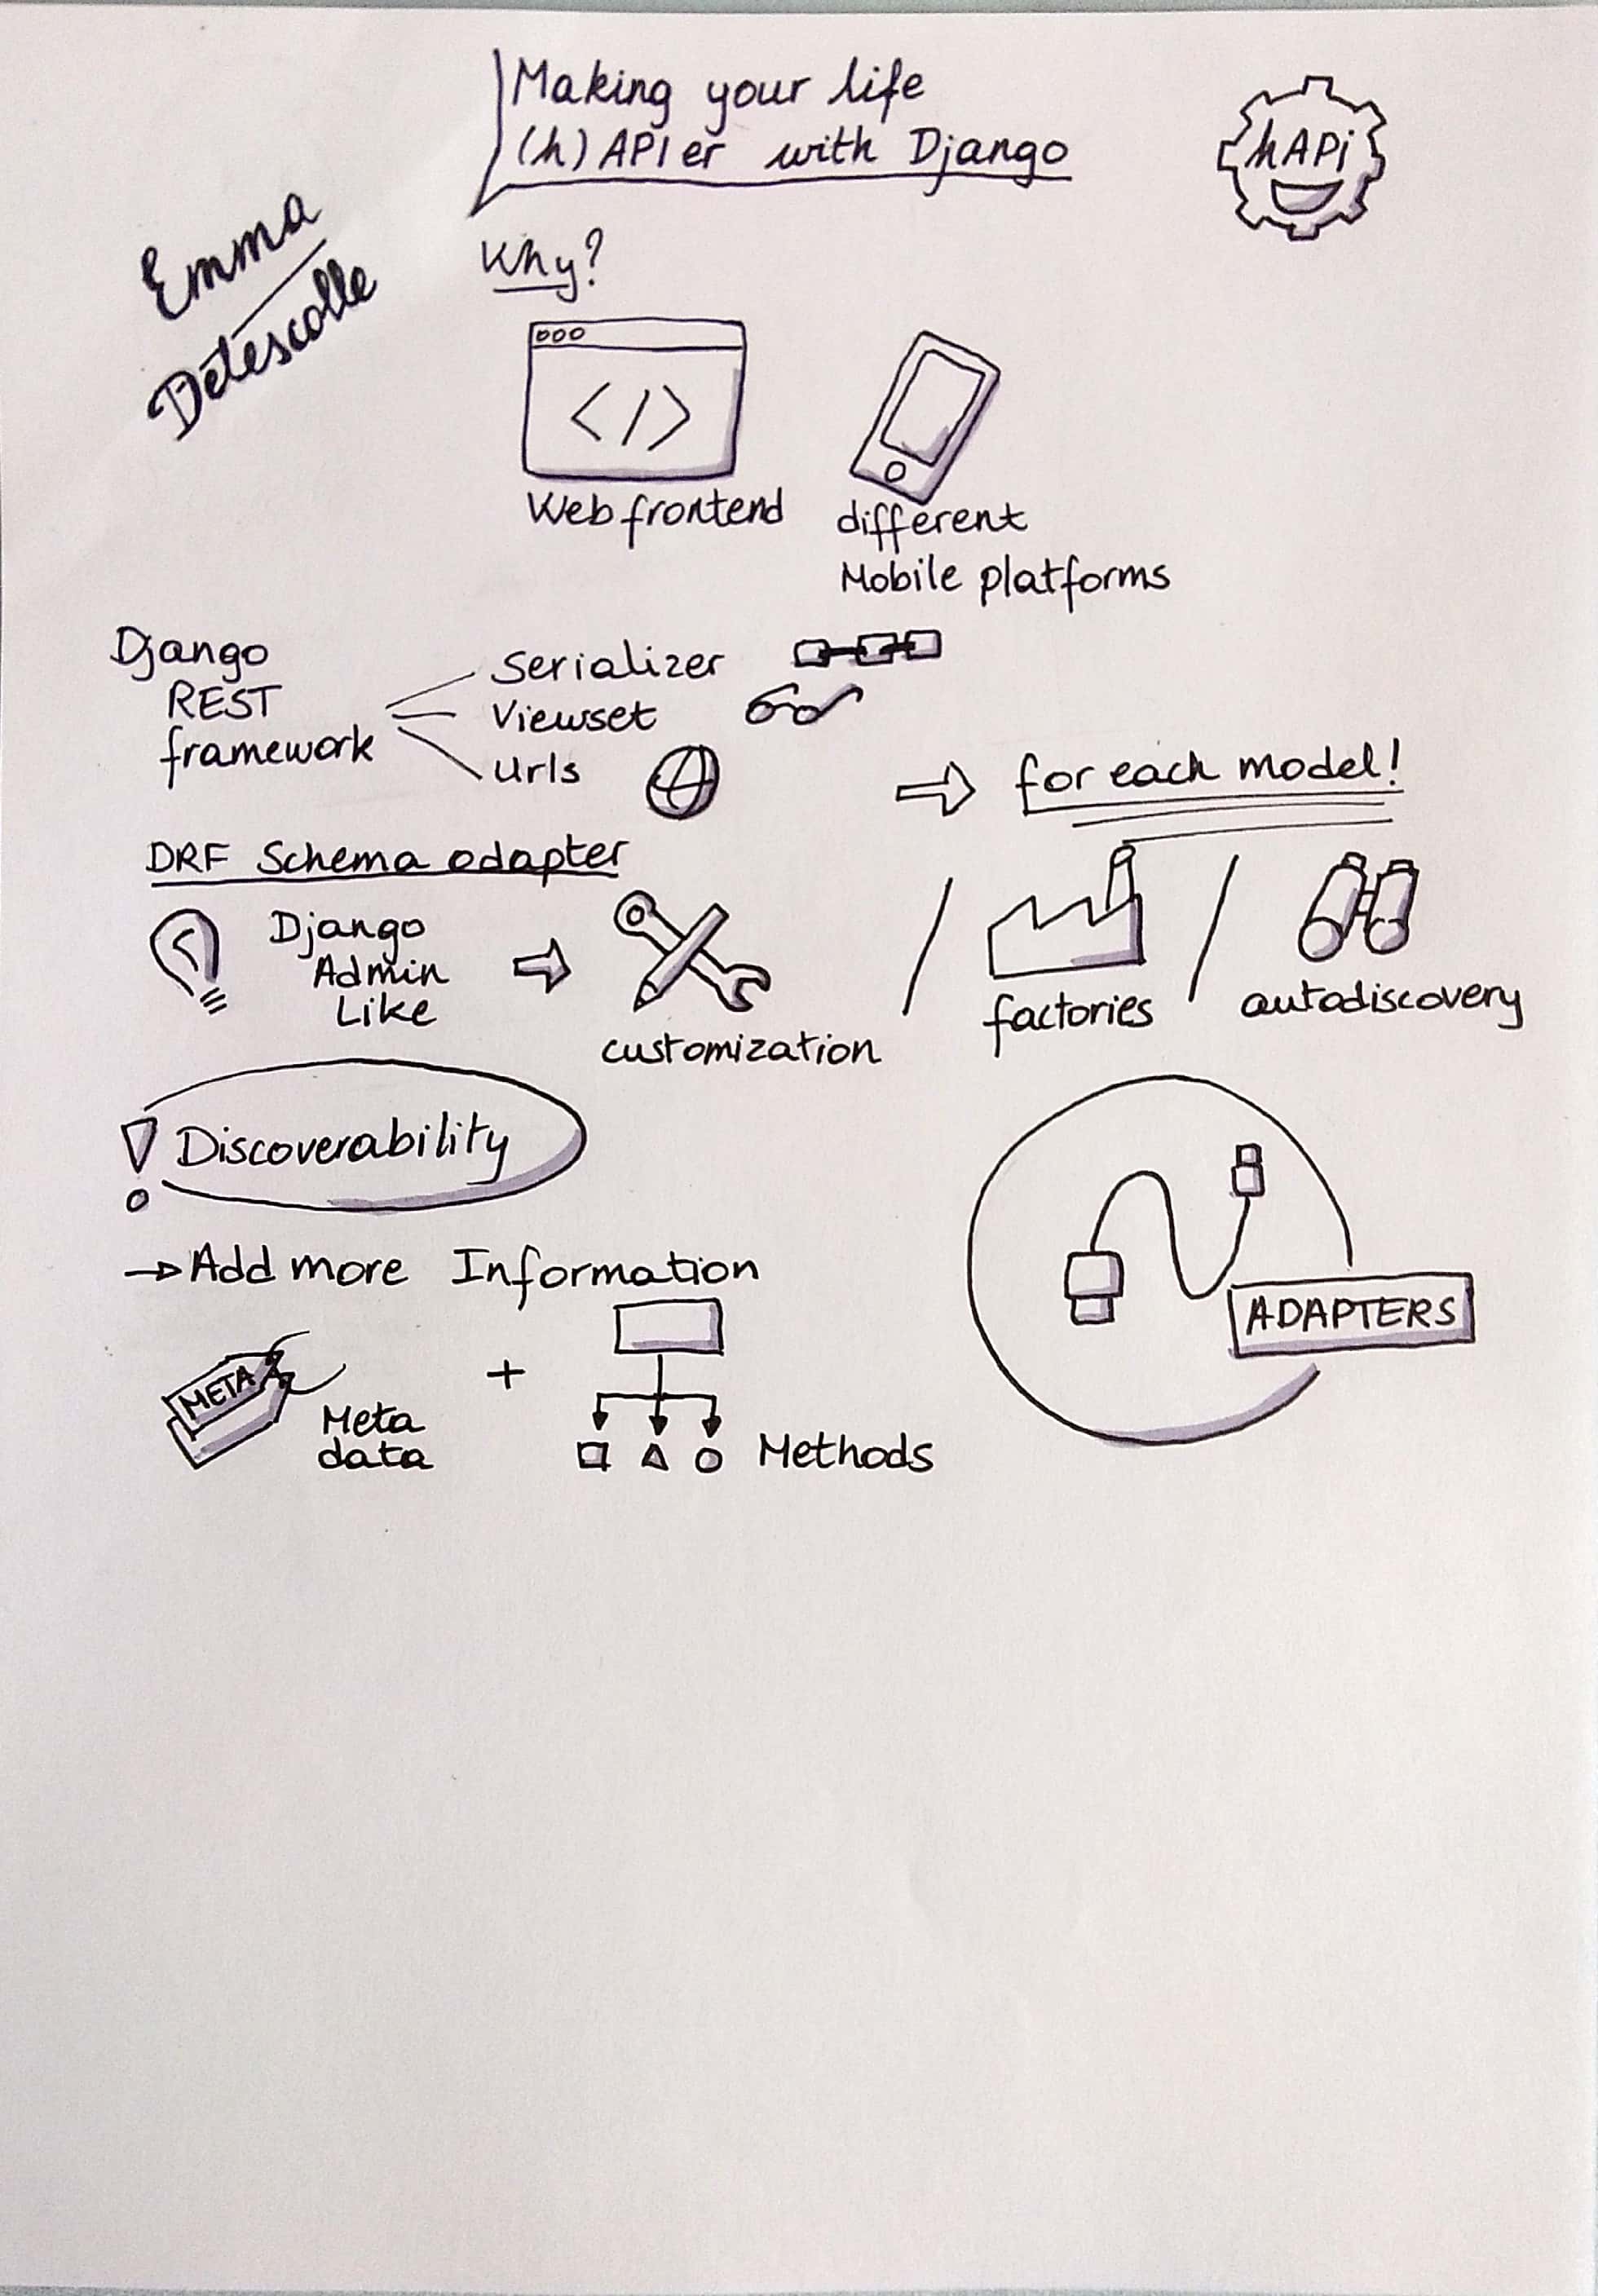 Making your life
(h)APIer with Django
hAPi
Emma
Delescolle
Why?
</>
Web frontend
different
Mobile platforms
Django
REST
framework
Serializer
Viewset
Urls
for each model!
DRF Schema adapter
Django
Admin
Like
customization
/
factories
/
autodiscovery
! Discoverability
→ Add more Information
META
Meta
data
+
Methods
ADAPTERS